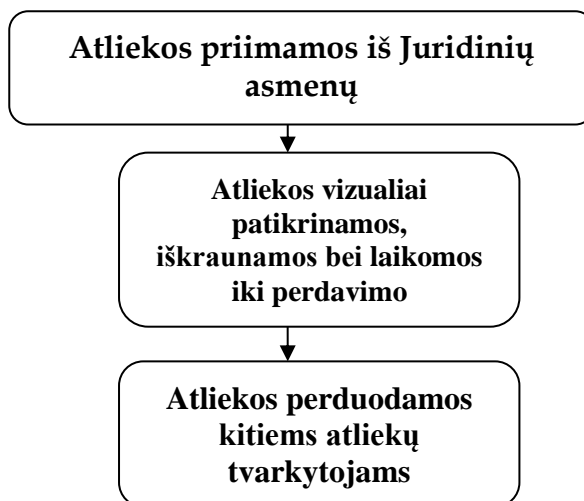 Atliekos priimamos iš Juridinių
asmenų
Atliekos vizualiai
patikrinamos,
iškraunamos bei laikomos
iki perdavimo
Atliekos perduodamos
kitiems atliekų
tvarkytojams